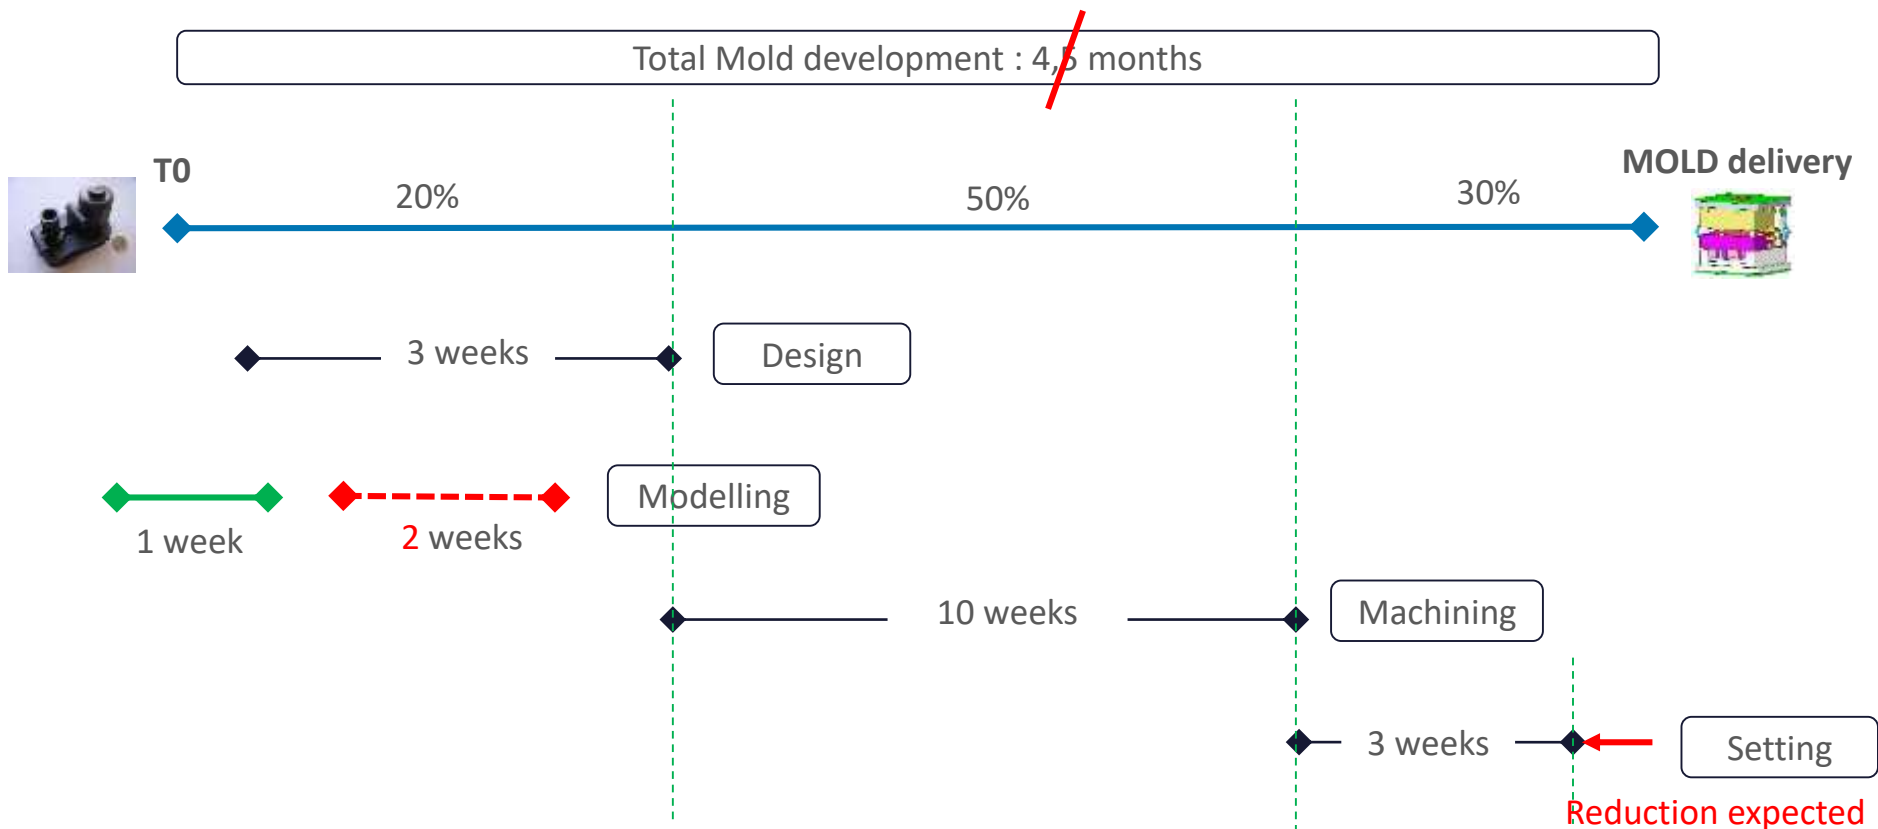 Total Mold development : 4,5 months
T0
MOLD delivery
20%
50%
30%
3 weeks
Design
Modelling
1 week
2 weeks
10 weeks
Machining
3 weeks
Setting
Reduction expected